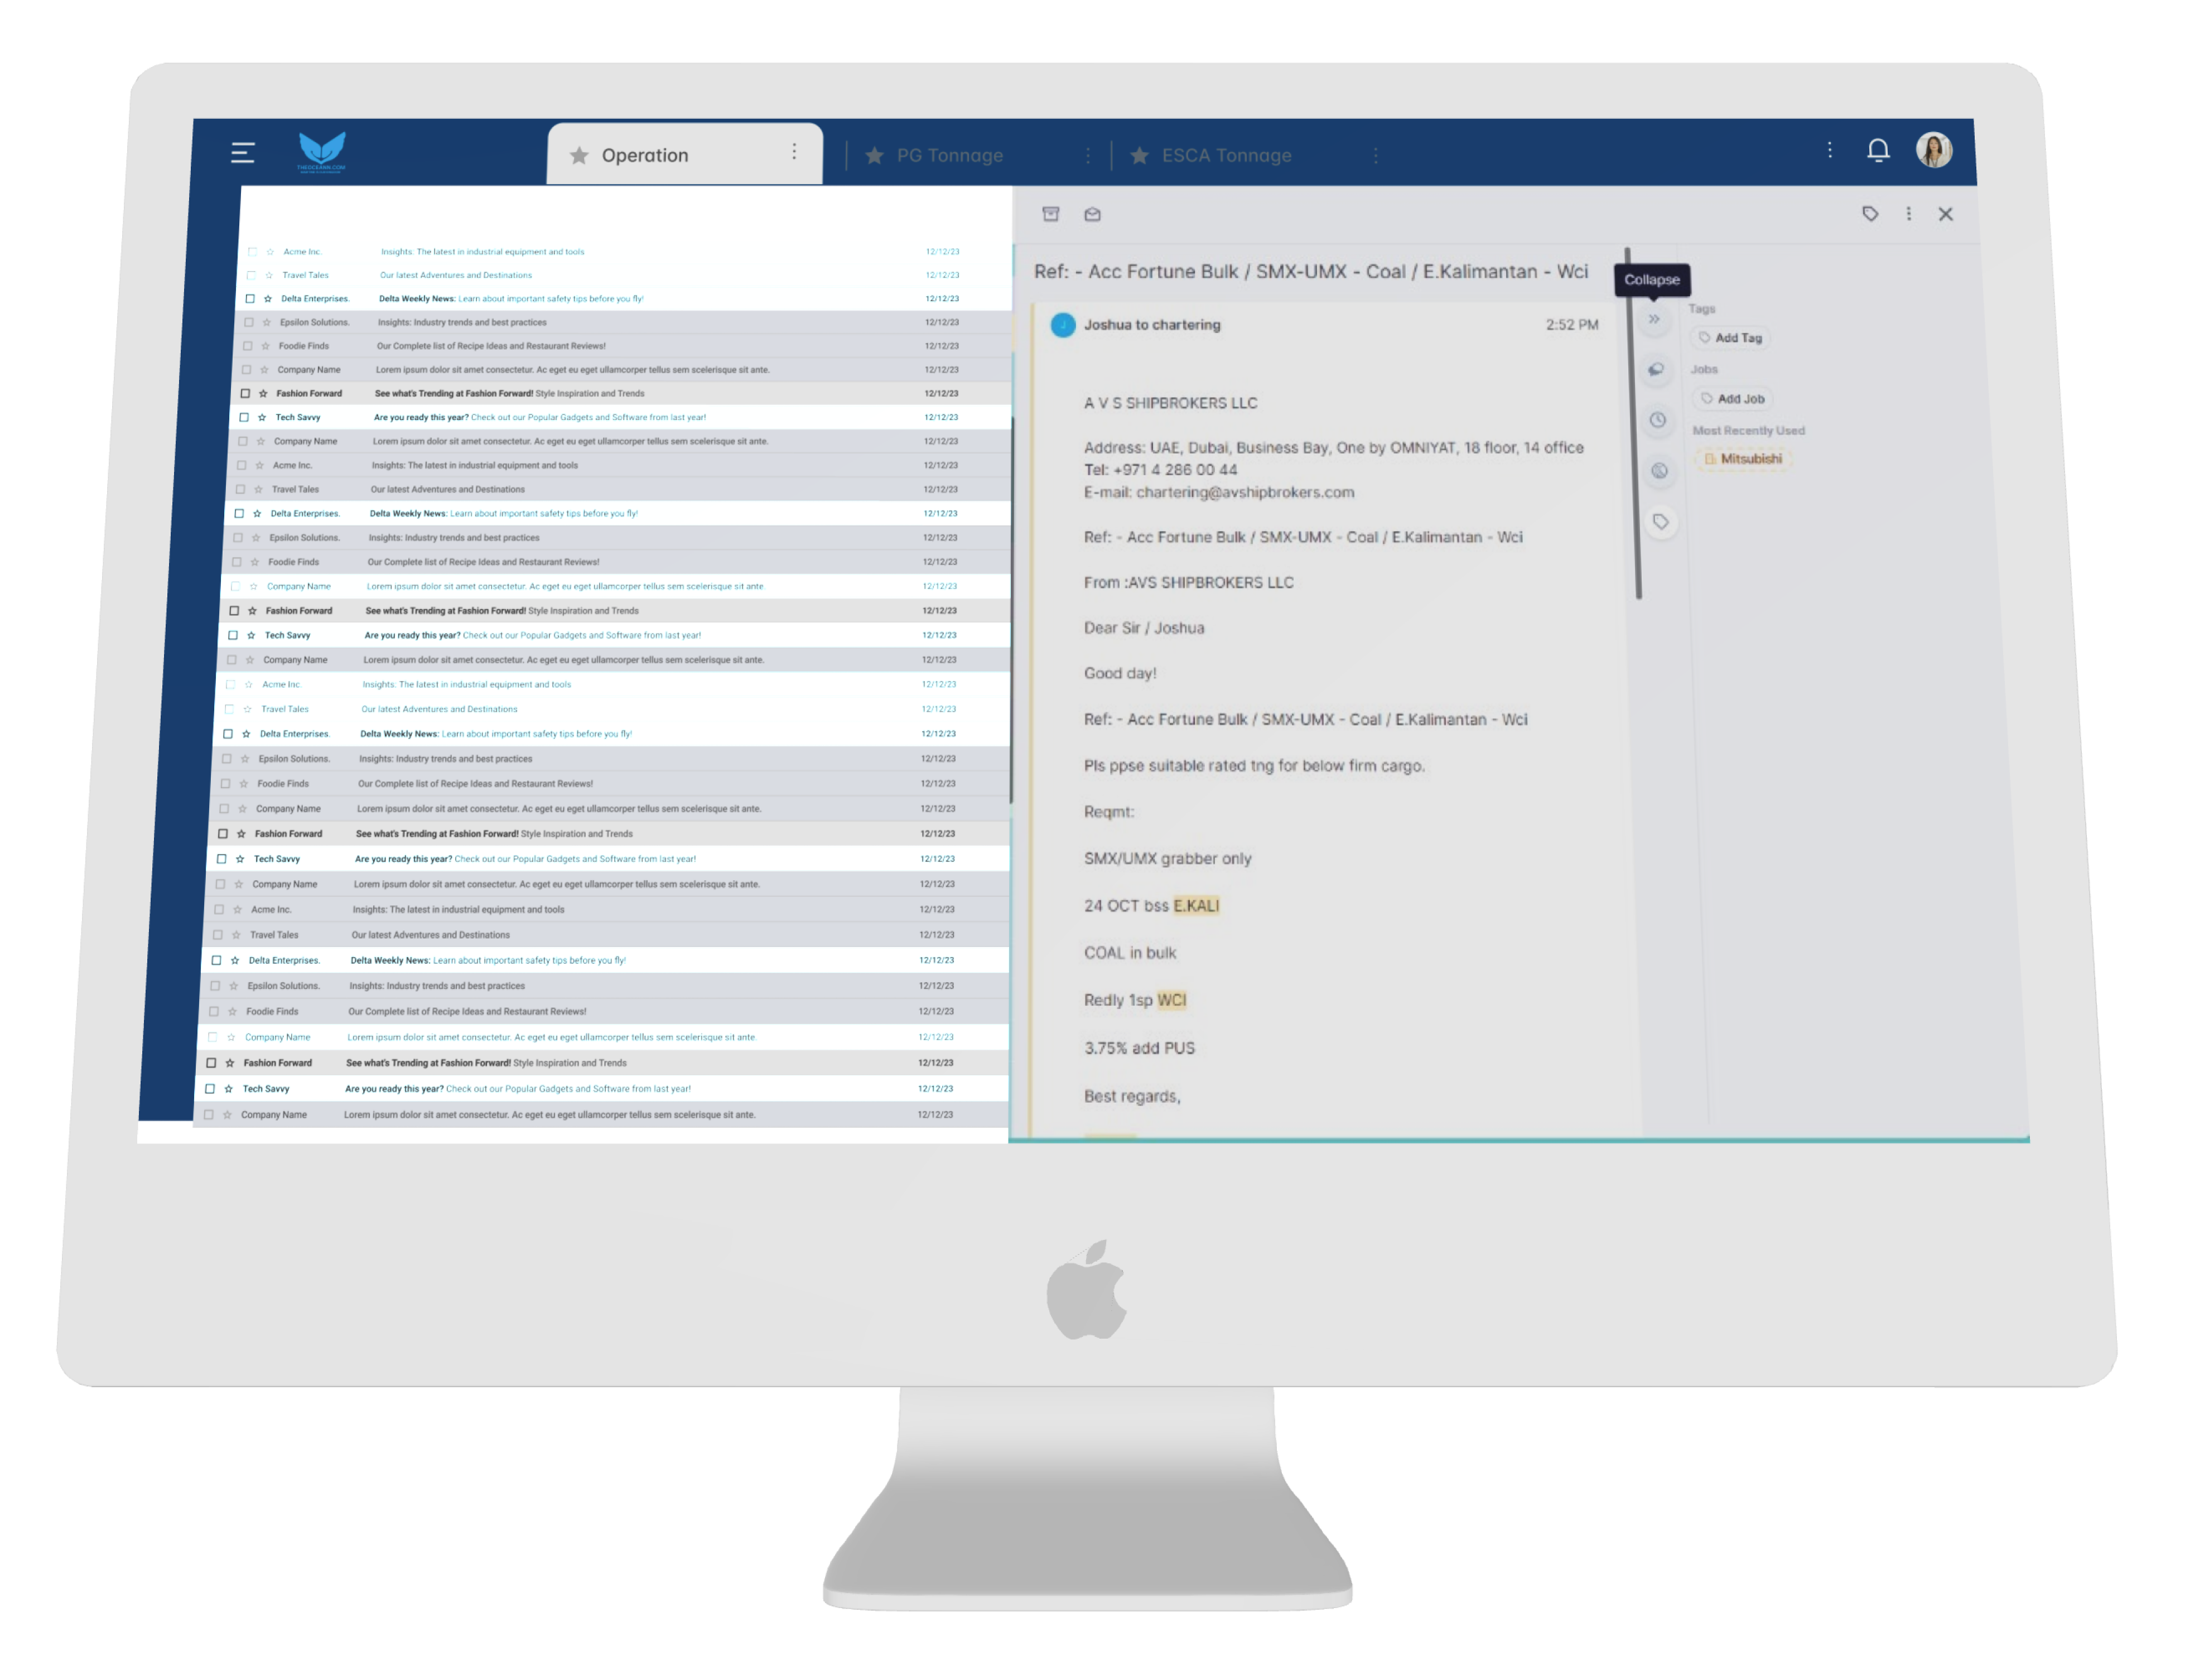 Operation
PG Tonnage
ESCA Tonnage
Acme Inc. Insights: The latest in industrial equipment and tools 12/12/23
Travel Tales Our latest Adventures and Destinations 12/12/23
Delta Enterprises. Delta Weekly News: Learn about important safety tips before you fly! 12/12/23
Epsilon Solutions. Insights: Industry trends and best practices 12/12/23
Foodie Finds Our Complete list of Recipe Ideas and Restaurant Reviews! 12/12/23
Company Name Lorem ipsum dolor sit amet consectetur. Ac eget eu eget ullamcorper tellus sem scelerisque sit ante. 12/12/23
Fashion Forward See what's Trending at Fashion Forward! Style Inspiration and Trends 12/12/23
Tech Savvy Are you ready this year? Check out our Popular Gadgets and Software from last year! 12/12/23
Company Name Lorem ipsum dolor sit amet consectetur. Ac eget eu eget ullamcorper tellus sem scelerisque sit ante. 12/12/23
Acme Inc. Insights: The latest in industrial equipment and tools 12/12/23
Travel Tales Our latest Adventures and Destinations 12/12/23
Delta Enterprises. Delta Weekly News: Learn about important safety tips before you fly! 12/12/23
Epsilon Solutions. Insights: Industry trends and best practices 12/12/23
Foodie Finds Our Complete list of Recipe Ideas and Restaurant Reviews! 12/12/23
Company Name Lorem ipsum dolor sit amet consectetur. Ac eget eu eget ullamcorper tellus sem scelerisque sit ante. 12/12/23
Fashion Forward See what's Trending at Fashion Forward! Style Inspiration and Trends 12/12/23
Tech Savvy Are you ready this year? Check out our Popular Gadgets and Software from last year! 12/12/23
Company Name Lorem ipsum dolor sit amet consectetur. Ac eget eu eget ullamcorper tellus sem scelerisque sit ante. 12/12/23
Acme Inc. Insights: The latest in industrial equipment and tools 12/12/23
Travel Tales Our latest Adventures and Destinations 12/12/23
Delta Enterprises. Delta Weekly News: Learn about important safety tips before you fly! 12/12/23
Epsilon Solutions. Insights: Industry trends and best practices 12/12/23
Foodie Finds Our Complete list of Recipe Ideas and Restaurant Reviews! 12/12/23
Company Name Lorem ipsum dolor sit amet consectetur. Ac eget eu eget ullamcorper tellus sem scelerisque sit ante. 12/12/23
Fashion Forward See what's Trending at Fashion Forward! Style Inspiration and Trends 12/12/23
Tech Savvy Are you ready this year? Check out our Popular Gadgets and Software from last year! 12/12/23
Company Name Lorem ipsum dolor sit amet consectetur. Ac eget eu eget ullamcorper tellus sem scelerisque sit ante. 12/12/23
Acme Inc. Insights: The latest in industrial equipment and tools 12/12/23
Travel Tales Our latest Adventures and Destinations 12/12/23
Delta Enterprises. Delta Weekly News: Learn about important safety tips before you fly! 12/12/23
Epsilon Solutions. Insights: Industry trends and best practices 12/12/23
Foodie Finds Our Complete list of Recipe Ideas and Restaurant Reviews! 12/12/23
Company Name Lorem ipsum dolor sit amet consectetur. Ac eget eu eget ullamcorper tellus sem scelerisque sit ante. 12/12/23
Fashion Forward See what's Trending at Fashion Forward! Style Inspiration and Trends 12/12/23
Tech Savvy Are you ready this year? Check out our Popular Gadgets and Software from last year! 12/12/23
Company Name Lorem ipsum dolor sit amet consectetur. Ac eget eu eget ullamcorper tellus sem scelerisque sit ante. 12/12/23
Ref: - Acc Fortune Bulk / SMX-UMX - Coal / E.Kalimantan - Wci
Joshua to chartering 2:52 PM
A V S SHIPBROKERS LLC
Address: UAE, Dubai, Business Bay, One by OMNIYAT, 18 floor, 14 office
Tel: +971 4 286 00 44
E-mail: chartering@avshipbrokers.com
Ref: - Acc Fortune Bulk / SMX-UMX - Coal / E.Kalimantan - Wci
From :AVS SHIPBROKERS LLC
Dear Sir / Joshua
Good day!
Ref: - Acc Fortune Bulk / SMX-UMX - Coal / E.Kalimantan - Wci
Pls ppse suitable rated tng for below firm cargo.
Reqmt:
SMX/UMX grabber only
24 OCT bss E.KALI
COAL in bulk
Redly 1sp WCI
3.75% add PUS
Best regards,
Collapse
Tags
Add Tag
Jobs
Add Job
Most Recently Used
Mitsubishi